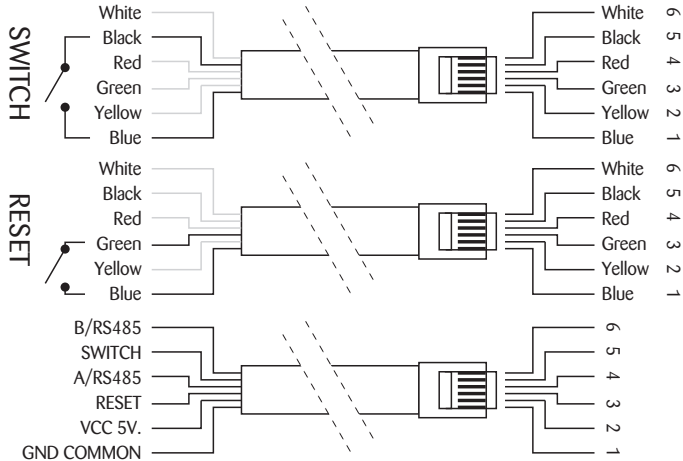 SWITCH
White White 6
Black Black 5
Red Red 4
Green Green 3
Yellow Yellow 2
Blue Blue 1
RESET
White White 6
Black Black 5
Red Red 4
Green Green 3
Yellow Yellow 2
Blue Blue 1
B/RS485 6
SWITCH 5
A/RS485 4
RESET 3
VCC 5V. 2
GND COMMON 1